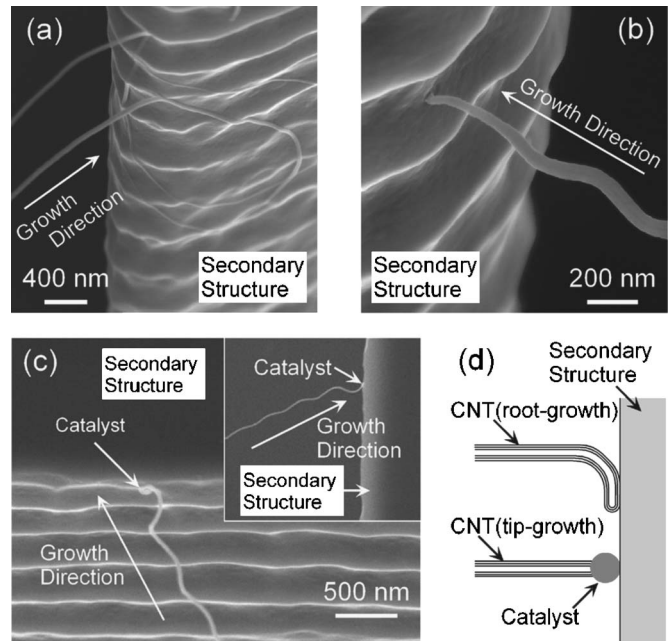 (a)
Growth
Direction
Secondary
Structure
400 nm
(b)
Growth Direction
Secondary
Structure
200 nm
(c)
Secondary
Structure
Catalyst
Growth
Direction
500 nm
Catalyst
Growth
Direction
Secondary
Structure
(d)
Secondary
Structure
CNT(root-growth)
CNT(tip-growth)
Catalyst